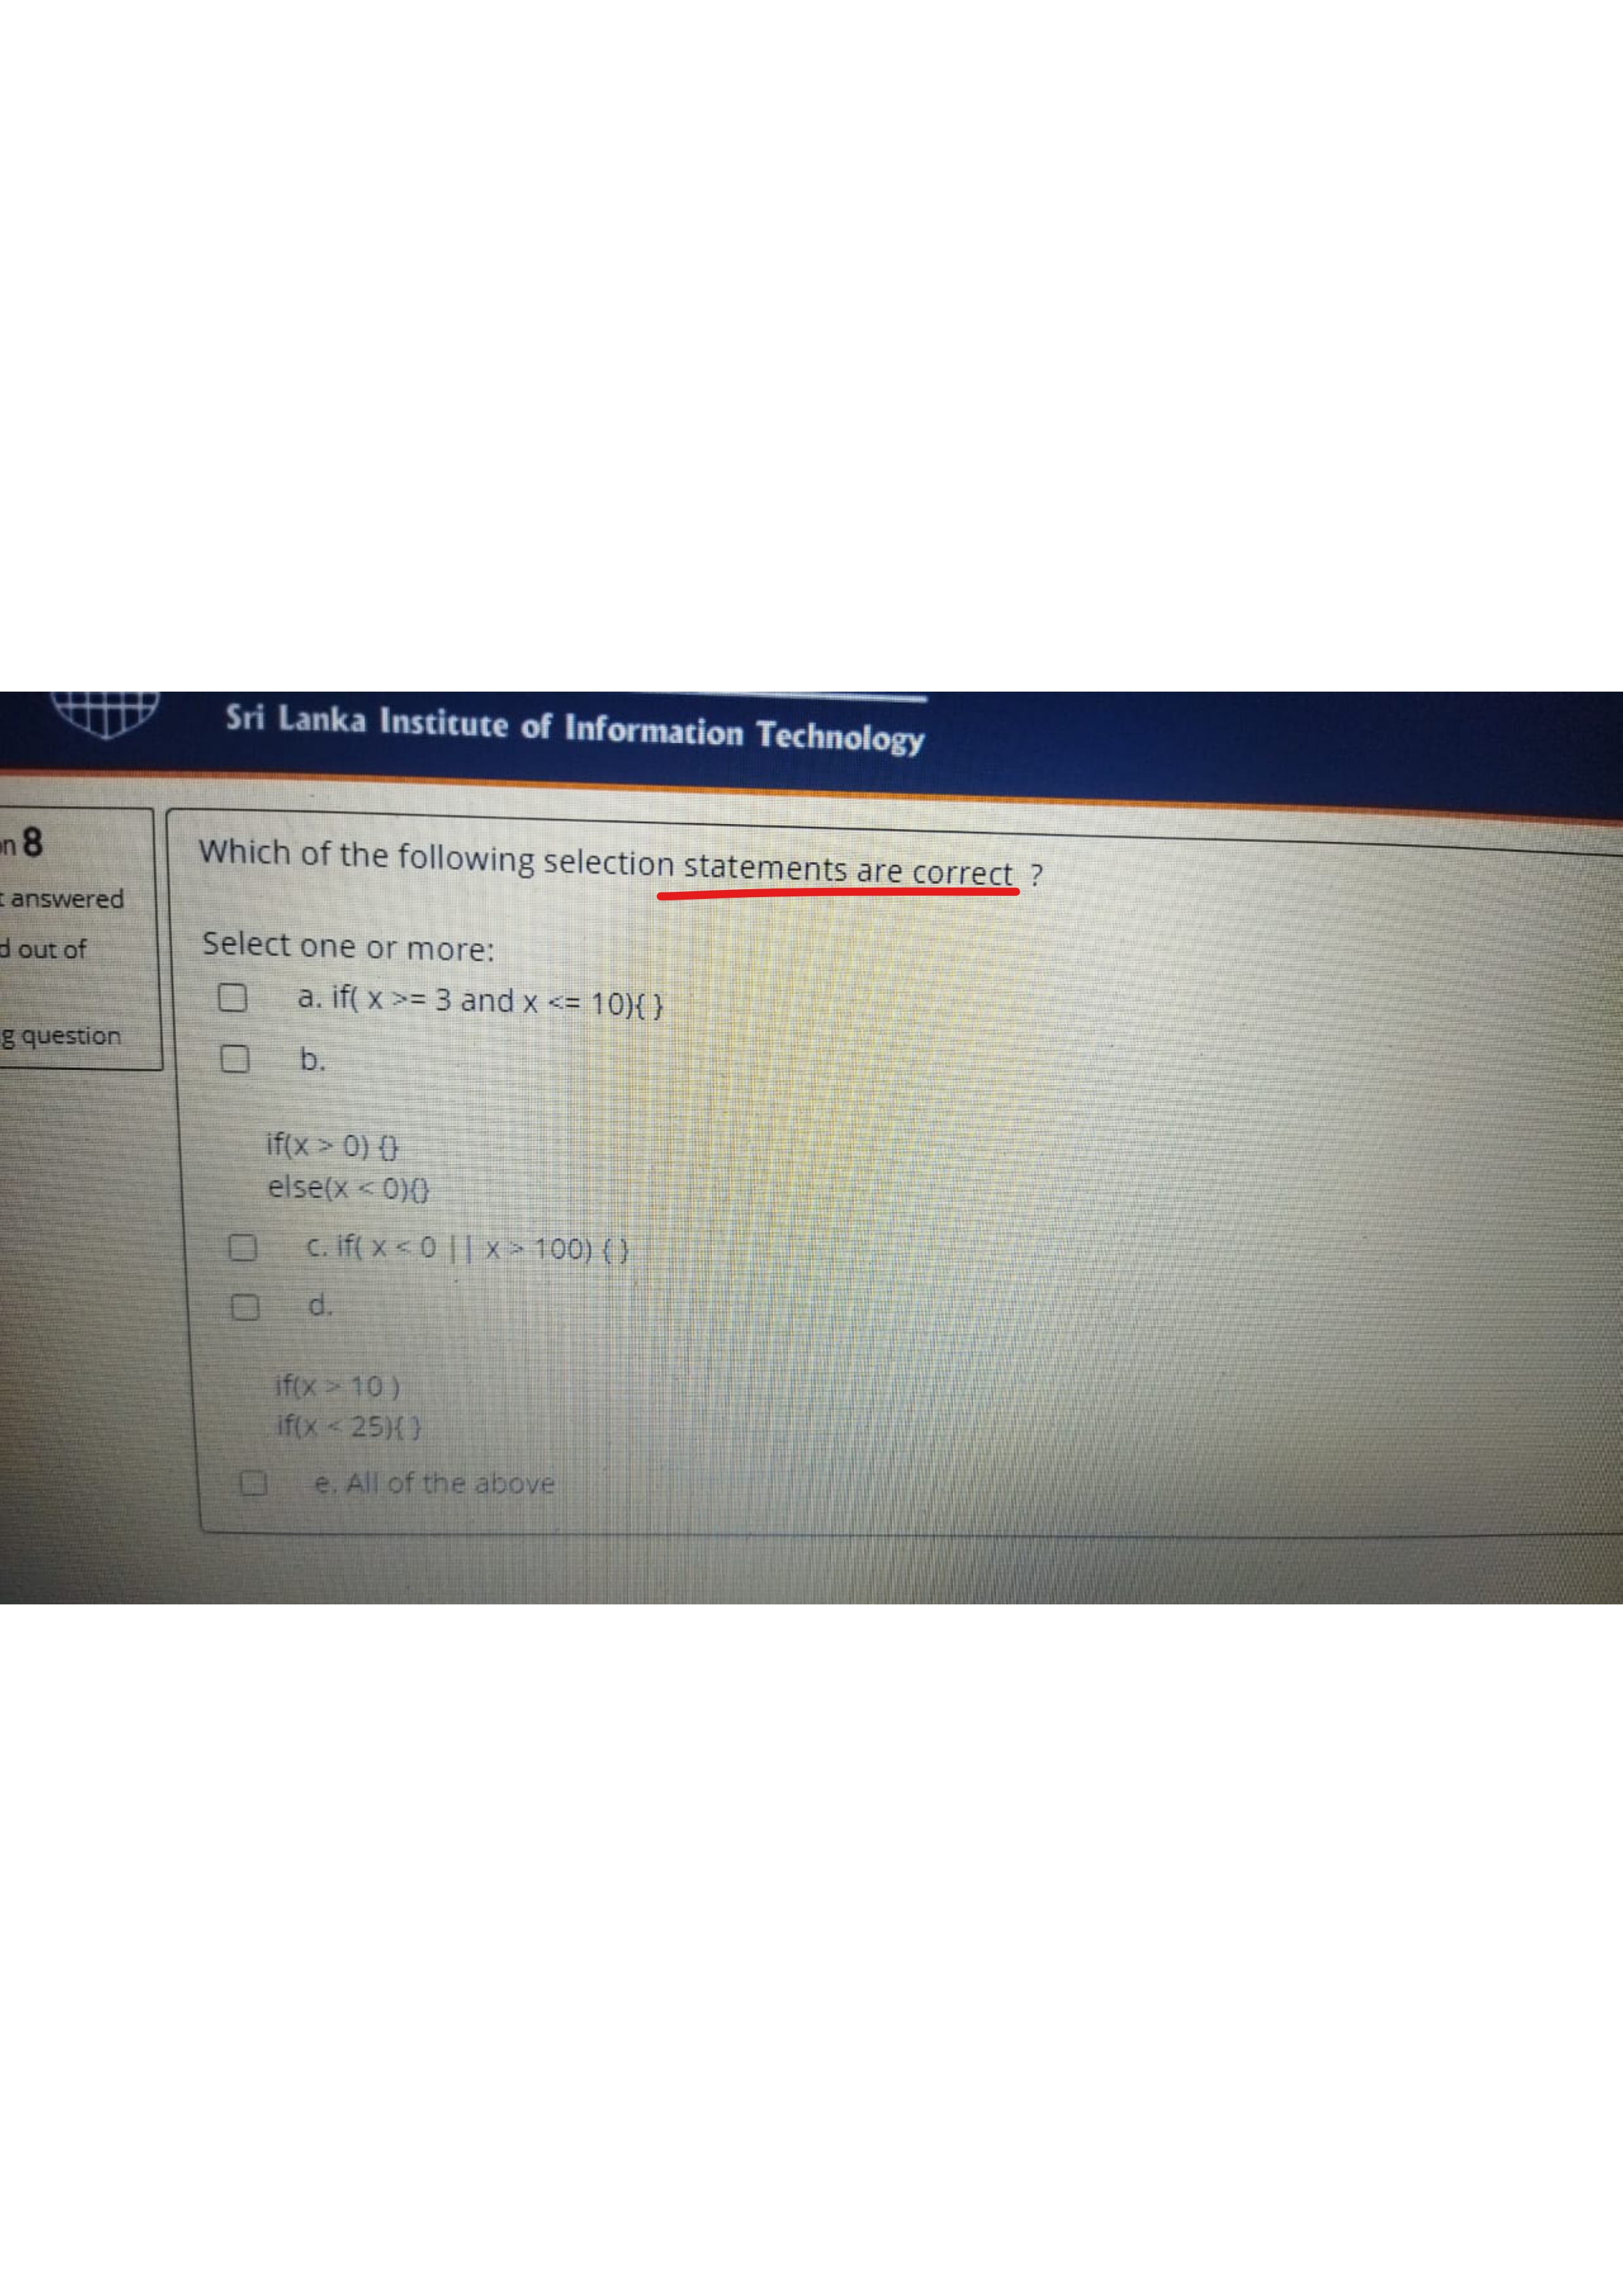 Sri Lanka Institute of Information Technology
n 8
Which of the following selection statements are correct ?
answered
d out of
Select one or more:
a. if( x >= 3 and x <= 10){ }
g question
b.
if(x > 0) {}
else(x < 0){}
c. if( x < 0 || x > 100) { }
d.
if(x > 10 )
if(x < 25){ }
e. All of the above